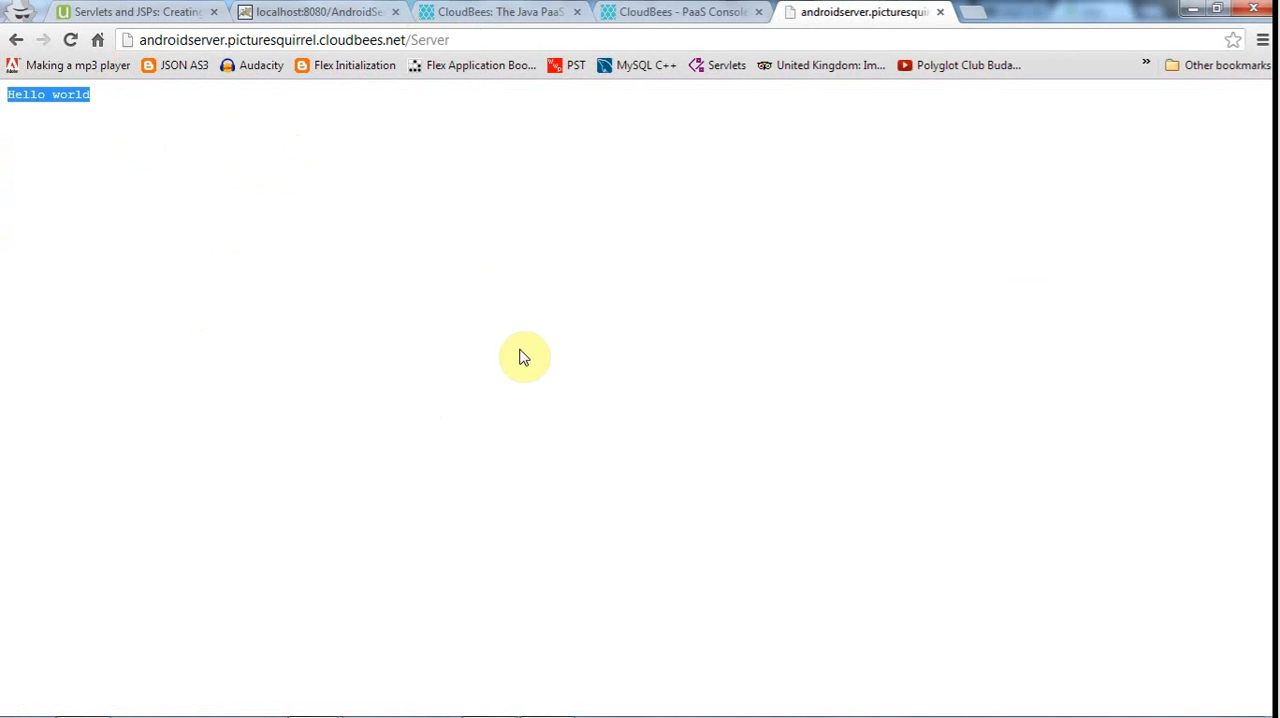 Servlets and JSPs: Creating
localhost:8080/AndroidSe
CloudBees: The Java PaaS
CloudBees - PaaS Console
androidserver.picturesqui
androidserver.picturesquirrel.cloudbees.net/Server
Making a mp3 player
JSON AS3
Audacity
Flex Initialization
Flex Application Boo...
PST
MySQL C++
Servlets
United Kingdom: Im...
Polyglot Club Buda...
»
Other bookmarks
Hello world